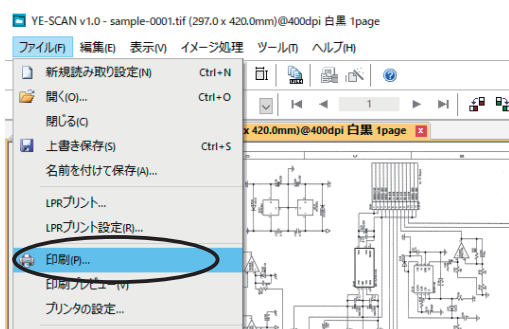 YE-SCAN v1.0 - sample-0001.tif (297.0 x 420.0mm)@400dpi 白黒 1page
ファイル(F) 編集(E) 表示(V) イメージ処理 ツール(T) ヘルプ(H)
新規読み取り設定(N) Ctrl+N
開く(O)... Ctrl+O
1
閉じる(C)
x 420.0mm)@400dpi 白黒 1page
上書き保存(S) Ctrl+S
名前を付けて保存(A)...
LPRプリント...
LPRプリント設定(R)...
印刷(P)...
印刷プレビュー(V)
プリンタの設定...